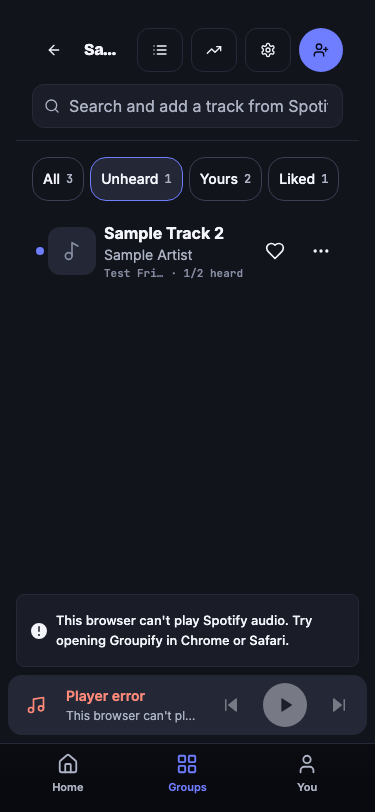 Sa...
Search and add a track from Spotif
All 3
Unheard 1
Yours 2
Liked 1
Sample Track 2
Sample Artist
Test Fri… · 1/2 heard
This browser can't play Spotify audio. Try
opening Groupify in Chrome or Safari.
Player error
This browser can't pl...
Home
Groups
You